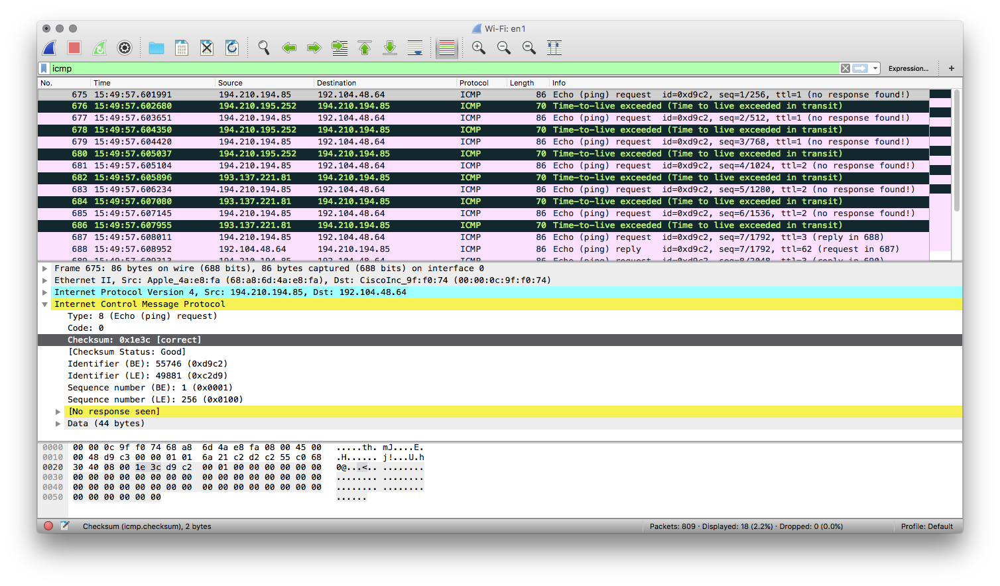 Wi-Fi: en1
icmp
Expression... +
No. Time Source Destination Protocol Length Info
675 15:49:57.601991 194.210.194.85 192.104.48.64 ICMP 86 Echo (ping) request id=0xd9c2, seq=1/256, ttl=1 (no response found!)
676 15:49:57.602680 194.210.195.252 194.210.194.85 ICMP 70 Time-to-live exceeded (Time to live exceeded in transit)
677 15:49:57.603651 194.210.194.85 192.104.48.64 ICMP 86 Echo (ping) request id=0xd9c2, seq=2/512, ttl=1 (no response found!)
678 15:49:57.604350 194.210.195.252 194.210.194.85 ICMP 70 Time-to-live exceeded (Time to live exceeded in transit)
679 15:49:57.604420 194.210.194.85 192.104.48.64 ICMP 86 Echo (ping) request id=0xd9c2, seq=3/768, ttl=1 (no response found!)
680 15:49:57.605037 194.210.195.252 194.210.194.85 ICMP 70 Time-to-live exceeded (Time to live exceeded in transit)
681 15:49:57.605104 194.210.194.85 192.104.48.64 ICMP 86 Echo (ping) request id=0xd9c2, seq=4/1024, ttl=2 (no response found!)
682 15:49:57.605896 193.137.221.81 194.210.194.85 ICMP 70 Time-to-live exceeded (Time to live exceeded in transit)
683 15:49:57.606234 194.210.194.85 192.104.48.64 ICMP 86 Echo (ping) request id=0xd9c2, seq=5/1280, ttl=2 (no response found!)
684 15:49:57.607080 193.137.221.81 194.210.194.85 ICMP 70 Time-to-live exceeded (Time to live exceeded in transit)
685 15:49:57.607145 194.210.194.85 192.104.48.64 ICMP 86 Echo (ping) request id=0xd9c2, seq=6/1536, ttl=2 (no response found!)
686 15:49:57.607955 193.137.221.81 194.210.194.85 ICMP 70 Time-to-live exceeded (Time to live exceeded in transit)
687 15:49:57.608011 194.210.194.85 192.104.48.64 ICMP 86 Echo (ping) request id=0xd9c2, seq=7/1792, ttl=3 (reply in 688)
688 15:49:57.608952 192.104.48.64 194.210.194.85 ICMP 86 Echo (ping) reply id=0xd9c2, seq=7/1792, ttl=62 (request in 687)
689 15:49:57.609313 194.210.194.85 192.104.48.64 ICMP 86 Echo (ping) request id=0xd9c2, seq=8/2048, ttl=3 (reply in 690)
Frame 675: 86 bytes on wire (688 bits), 86 bytes captured (688 bits) on interface 0
Ethernet II, Src: Apple_4a:e8:fa (68:a8:6d:4a:e8:fa), Dst: CiscoInc_9f:f0:74 (00:00:0c:9f:f0:74)
Internet Protocol Version 4, Src: 194.210.194.85, Dst: 192.104.48.64
Internet Control Message Protocol
Type: 8 (Echo (ping) request)
Code: 0
Checksum: 0x1e3c [correct]
[Checksum Status: Good]
Identifier (BE): 55746 (0xd9c2)
Identifier (LE): 49881 (0xc2d9)
Sequence number (BE): 1 (0x0001)
Sequence number (LE): 256 (0x0100)
[No response seen]
Data (44 bytes)
0000 00 00 0c 9f f0 74 68 a8 6d 4a e8 fa 08 00 45 00 .....th. mJ....E.
0010 00 48 d9 c3 00 00 01 01 6a 21 c2 d2 c2 55 c0 68 .H...... j!...U.h
0020 30 40 08 00 1e 3c d9 c2 00 01 00 00 00 00 00 00 0@...<.. ........
0030 00 00 00 00 00 00 00 00 00 00 00 00 00 00 00 00 ........ ........
0040 00 00 00 00 00 00 00 00 00 00 00 00 00 00 00 00 ........ ........
0050 00 00 00 00 00 00 ......
Checksum (icmp.checksum), 2 bytes
Packets: 809 · Displayed: 18 (2.2%) · Dropped: 0 (0.0%)
Profile: Default